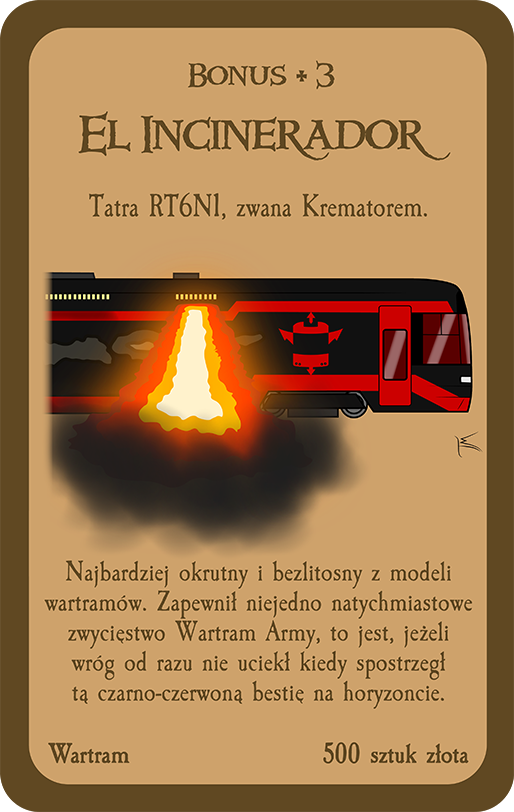 Bonus + 3
El Incinerador
Tatra RT6N1, zwana Krematorem.
Najbardziej okrutny i bezlitosny z modeli
wartramów. Zapewnił niejedno natychmiastowe
zwycięstwo Wartram Army, to jest, jeżeli
wróg od razu nie uciekł kiedy spostrzegł
tą czarno-czerwoną bestię na horyzoncie.
Wartram
500 sztuk złota